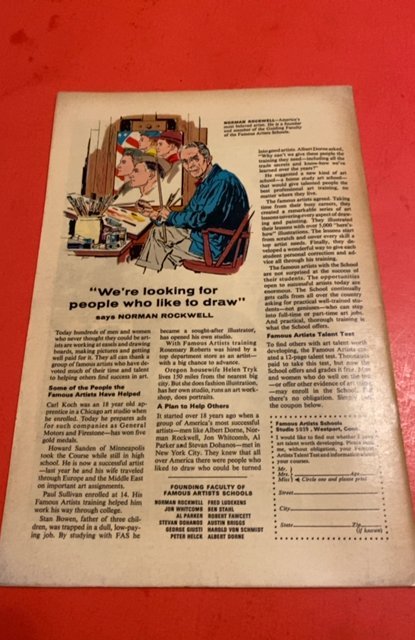 NORMAN ROCKWELL—America's
most beloved artist. He is a founder
and member of the Guiding Faculty
of the Famous Artists Schools.
"We're looking for
people who like to draw"
says NORMAN ROCKWELL
Today hundreds of men and women
who never thought they could be art-
ists are working at easels and drawing
boards, making pictures and getting
well paid for it. They all can thank a
group of famous artists who have de-
voted much of their time and talent
to helping others find success in art.
Some of the People the
Famous Artists Have Helped
Carl Koch was an 18 year old ap-
prentice in a Chicago art studio when
he enrolled. Today he prepares ads
for such companies as General
Motors and Firestone—has won five
gold medals.
Howard Sanden of Minneapolis
took the Course while still in high
school. He is now a successful artist
—last year he and his wife traveled
through Europe and the Middle East
on important art assignments.
Paul Sullivan enrolled at 14. His
Famous Artists training helped him
work his way through college.
Stan Bowen, father of three chil-
dren, was trapped in a dull, low-pay-
ing job. By studying with FAS he
became a sought-after illustrator,
has opened his own studio.
With Famous Artists training
Rosemary Roberts was hired by a
top department store as an artist—
with a big chance to advance.
Oregon housewife Helen Tryk
lives 150 miles from the nearest big
city. But she does fashion illustration,
has her own studio, runs an art work-
shop, does portraits.
A Plan to Help Others
It started over 18 years ago when a
group of America's most successful
artists—men like Albert Dorne, Nor-
man Rockwell, Jon Whitcomb, Al
Parker and Stevan Dohanos—met in
New York City. They knew that all
over America there were people who
liked to draw who could be turned
FOUNDING FACULTY OF
FAMOUS ARTISTS SCHOOLS
NORMAN ROCKWELL FRED LUDEKENS
JON WHITCOMB BEN STAHL
AL PARKER ROBERT FAWCETT
STEVAN DOHANOS AUSTIN BRIGGS
GEORGE GIUSTI HAROLD VON SCHMIDT
PETER HELCK ALBERT DORNE
into good artists. Albert Dorne asked,
"Why can't we give these people the
training they need—including all the
trade secrets and know-how we've
learned over the years?"
He suggested a new kind of art
school—a home study art school—
that would give talented people the
best professional art training, no
matter where they live.
The famous artists agreed. Taking
time from their busy careers, they
created a remarkable series of art
lessons covering every aspect of draw-
ing and painting. They illustrated
their lessons with over 5,000 "here's-
how" illustrations. The lessons start
from scratch and cover every skill a
top artist needs. Finally, they de-
veloped a wonderful way to give each
student personal correction and ad-
vice all through his training.
The famous artists with the School
are not surprised at the success of
their students. The opportunities
open to successful artists today are
enormous. The School continually
gets calls from all over the country
asking for practical well-trained stu-
dents—not geniuses—who can step
into full-time or part-time art jobs.
And practical, thorough training is
what the School offers.
Famous Artists Talent Test
To find others with art talent worth
developing, the Famous Artists cre-
ated a 12-page talent test. Thousands
paid to take this test, but now the
School offers and grades it free. Men
and women who do well on the test
—or offer other evidence of art talent
—may enroll in the School. But
there's no obligation. Simply mail
the coupon below.
Famous Artists Schools
Studio Westport, Conn.
I would like to find out whether I have
art talent worth developing. Please mail
me, without obligation, your Famous
Artists Talent Test and information about
your courses.
Mr.
Mrs. Age
Miss Circle one and please print
Street
City
State Zip
(if known)